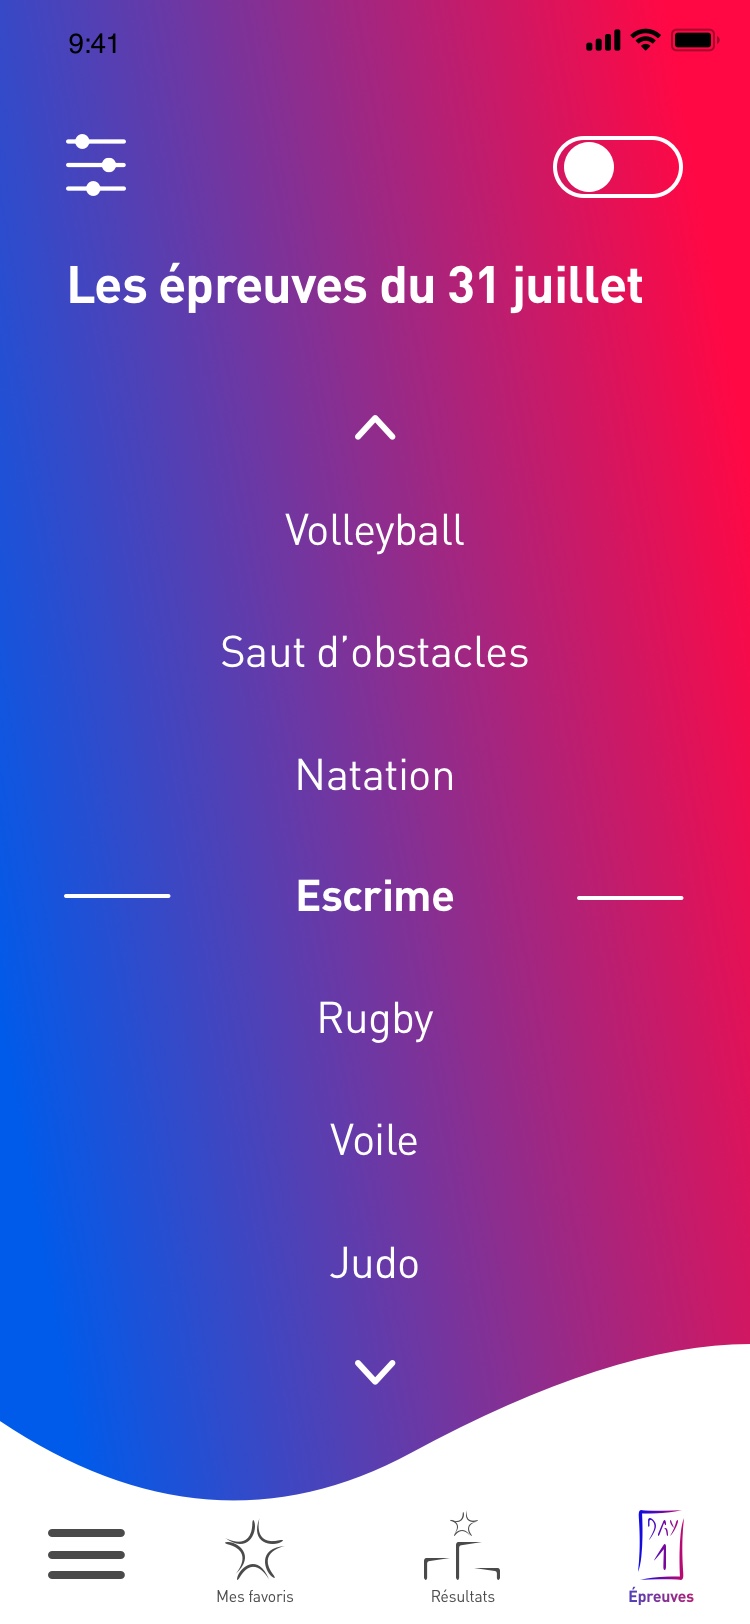 9:41
Les épreuves du 31 juillet
Volleyball
Saut d’obstacles
Natation
Escrime
Rugby
Voile
Judo
DAY
1
Mes favoris
Résultats
Épreuves